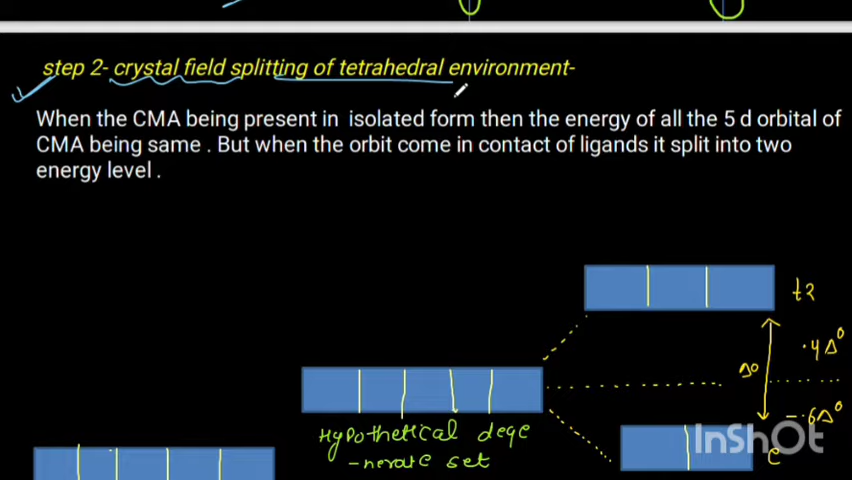 step 2- crystal field splitting of tetrahedral environment-
When the CMA being present in isolated form then the energy of all the 5 d orbital of
CMA being same . But when the orbit come in contact of ligands it split into two
energy level .
t2
.4Δ°
Δ°
-.6Δ°
Hypothetical dege
-nerate set
e
InShOt